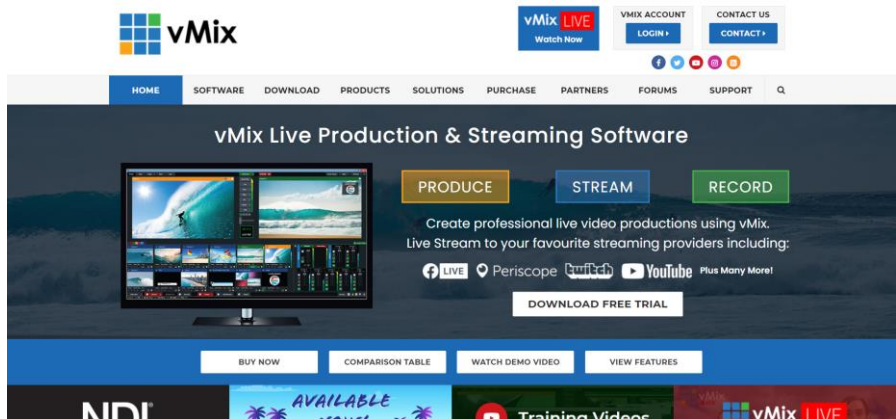 vMix
vMix LIVE
Watch Now
VMIX ACCOUNT
LOGIN
CONTACT US
CONTACT
HOME
SOFTWARE
DOWNLOAD
PRODUCTS
SOLUTIONS
PURCHASE
PARTNERS
FORUMS
SUPPORT
vMix Live Production & Streaming Software
PRODUCE
STREAM
RECORD
Create professional live video productions using vMix.
Live Stream to your favourite streaming providers including:
LIVE
Periscope
twitch
YouTube
Plus Many More!
DOWNLOAD FREE TRIAL
BUY NOW
COMPARISON TABLE
WATCH DEMO VIDEO
VIEW FEATURES
NDI
AVAILABLE
Training Videos
vMix LIVE